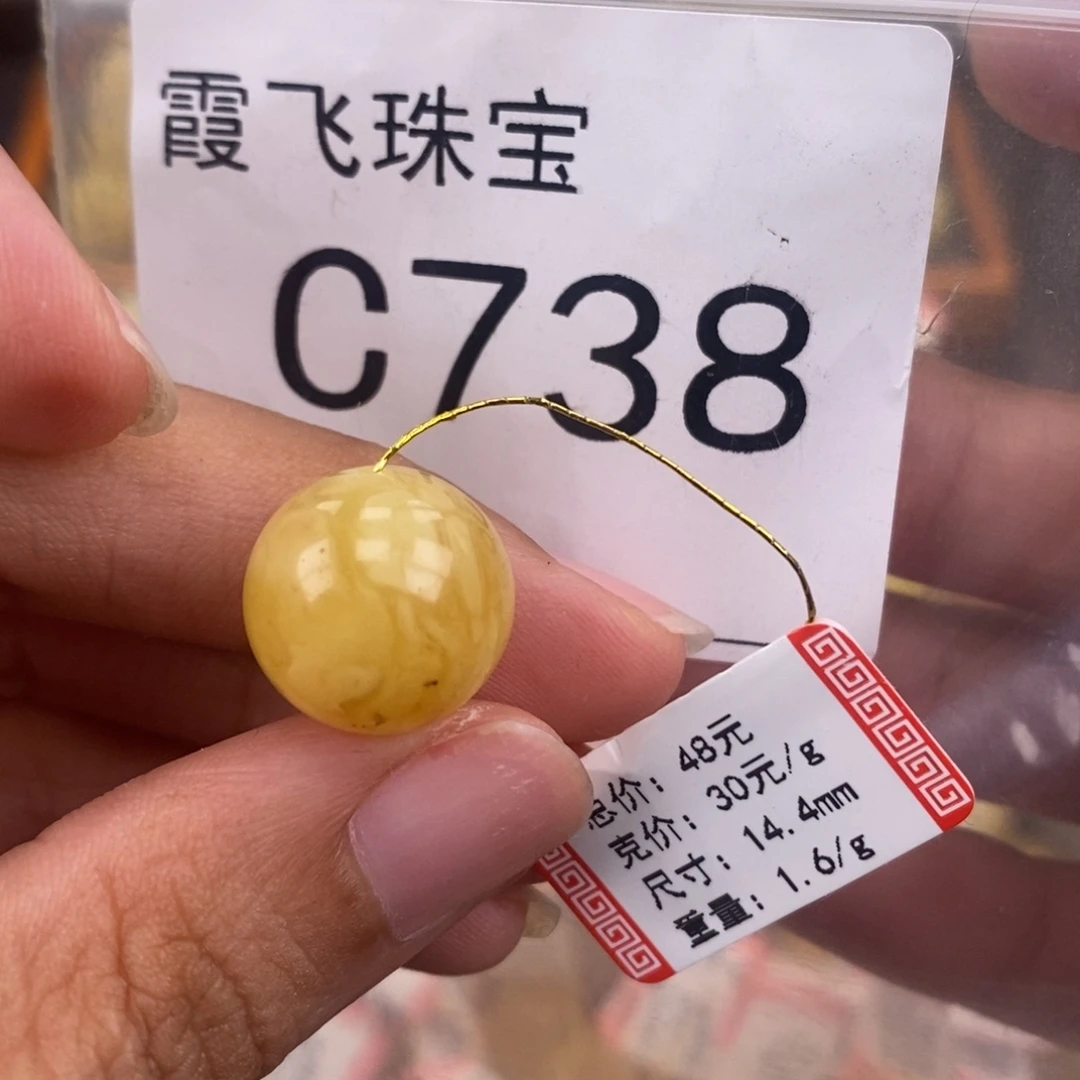 霞飞珠宝
C738
总价：48元
克价：30元/g
尺寸：14.4mm
重量：1.6/g